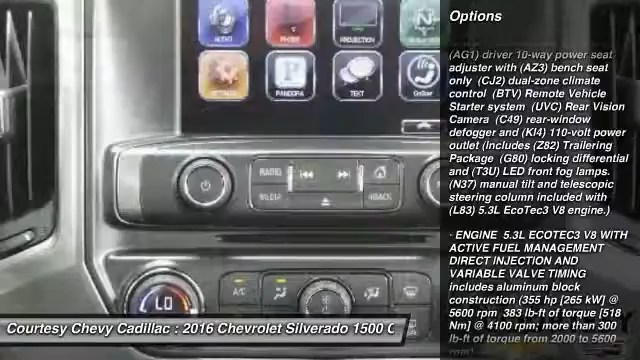 Options
AUDIO
PHONE
PROJECTION
SETTINGS
PANDORA
TEXT
OnStar
RADIO
MEDIA
BACK
LO
A/C
(AG1) driver 10-way power seat
adjuster with (AZ3) bench seat
only (CJ2) dual-zone climate
control (BTV) Remote Vehicle
Starter system (UVC) Rear Vision
Camera (C49) rear-window
defogger and (KI4) 110-volt power
outlet (includes (Z82) Trailering
Package (G80) locking differential
and (T3U) LED front fog lamps.
(N37) manual tilt and telescopic
steering column included with
(L83) 5.3L EcoTec3 V8 engine.)
· ENGINE 5.3L ECOTEC3 V8 WITH
ACTIVE FUEL MANAGEMENT
DIRECT INJECTION AND
VARIABLE VALVE TIMING
includes aluminum block
construction (355 hp [265 kW] @
5600 rpm 383 lb-ft of torque [518
Nm] @ 4100 rpm; more than 300
lb-ft of torque from 2000 to 5600
rpm)
Courtesy Chevy Cadillac : 2016 Chevrolet Silverado 1500 C